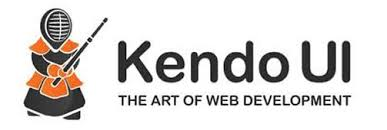 Kendo UI
THE ART OF WEB DEVELOPMENT